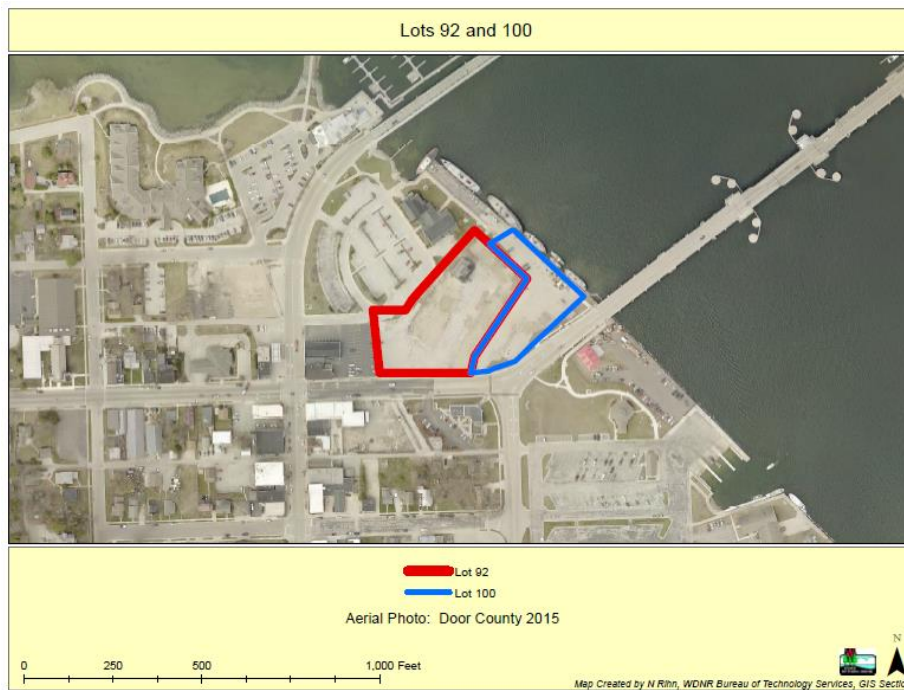 Lots 92 and 100
Lot 92
Lot 100
Aerial Photo: Door County 2015
0 250 500 1,000 Feet
N
Map Created by N Rihn, WDNR Bureau of Technology Services, GIS Sectio